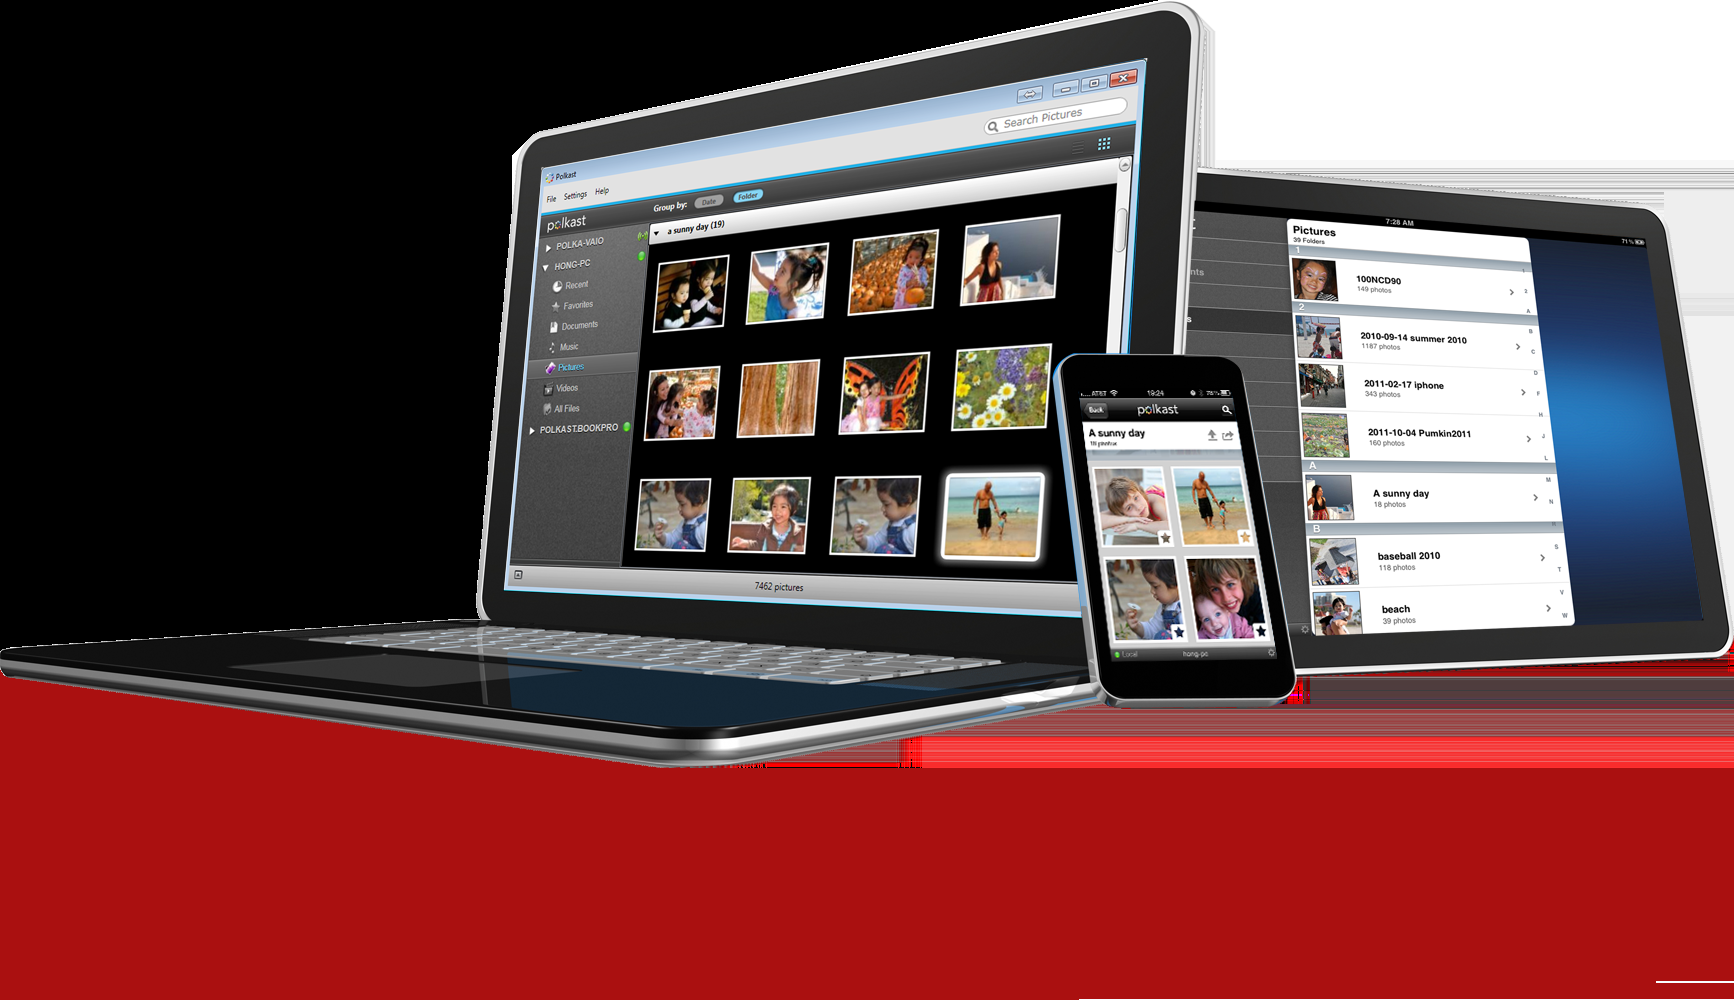 Polkast
File Settings Help
Search Pictures
polkast
Group by: Date Folder
a sunny day (19)
POLKA-VAIO
HONG-PC
Recent
Favorites
Documents
Music
Pictures
Videos
All Files
POLKAST.BOOKPRO
7462 pictures
AT&T 19:24
Back polkast
A sunny day
Local hong-pc
7:28 AM
71%
Pictures
39 Folders
1
100NCD90
149 photos
2
2010-09-14 summer 2010
1187 photos
2011-02-17 iphone
343 photos
2011-10-04 Pumkin2011
160 photos
A
A sunny day
18 photos
B
baseball 2010
118 photos
beach
39 photos